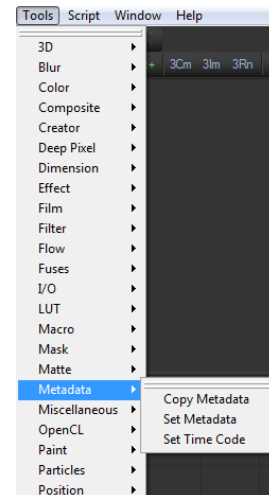 Tools Script Window Help
3D
Blur
+ 3Cm 3Im 3Rn
Color
Composite
Creator
Deep Pixel
Dimension
Effect
Film
Filter
Flow
Fuses
I/O
LUT
Macro
Mask
Matte
Metadata
Copy Metadata
Miscellaneous
Set Metadata
OpenCL
Set Time Code
Paint
Particles
Position